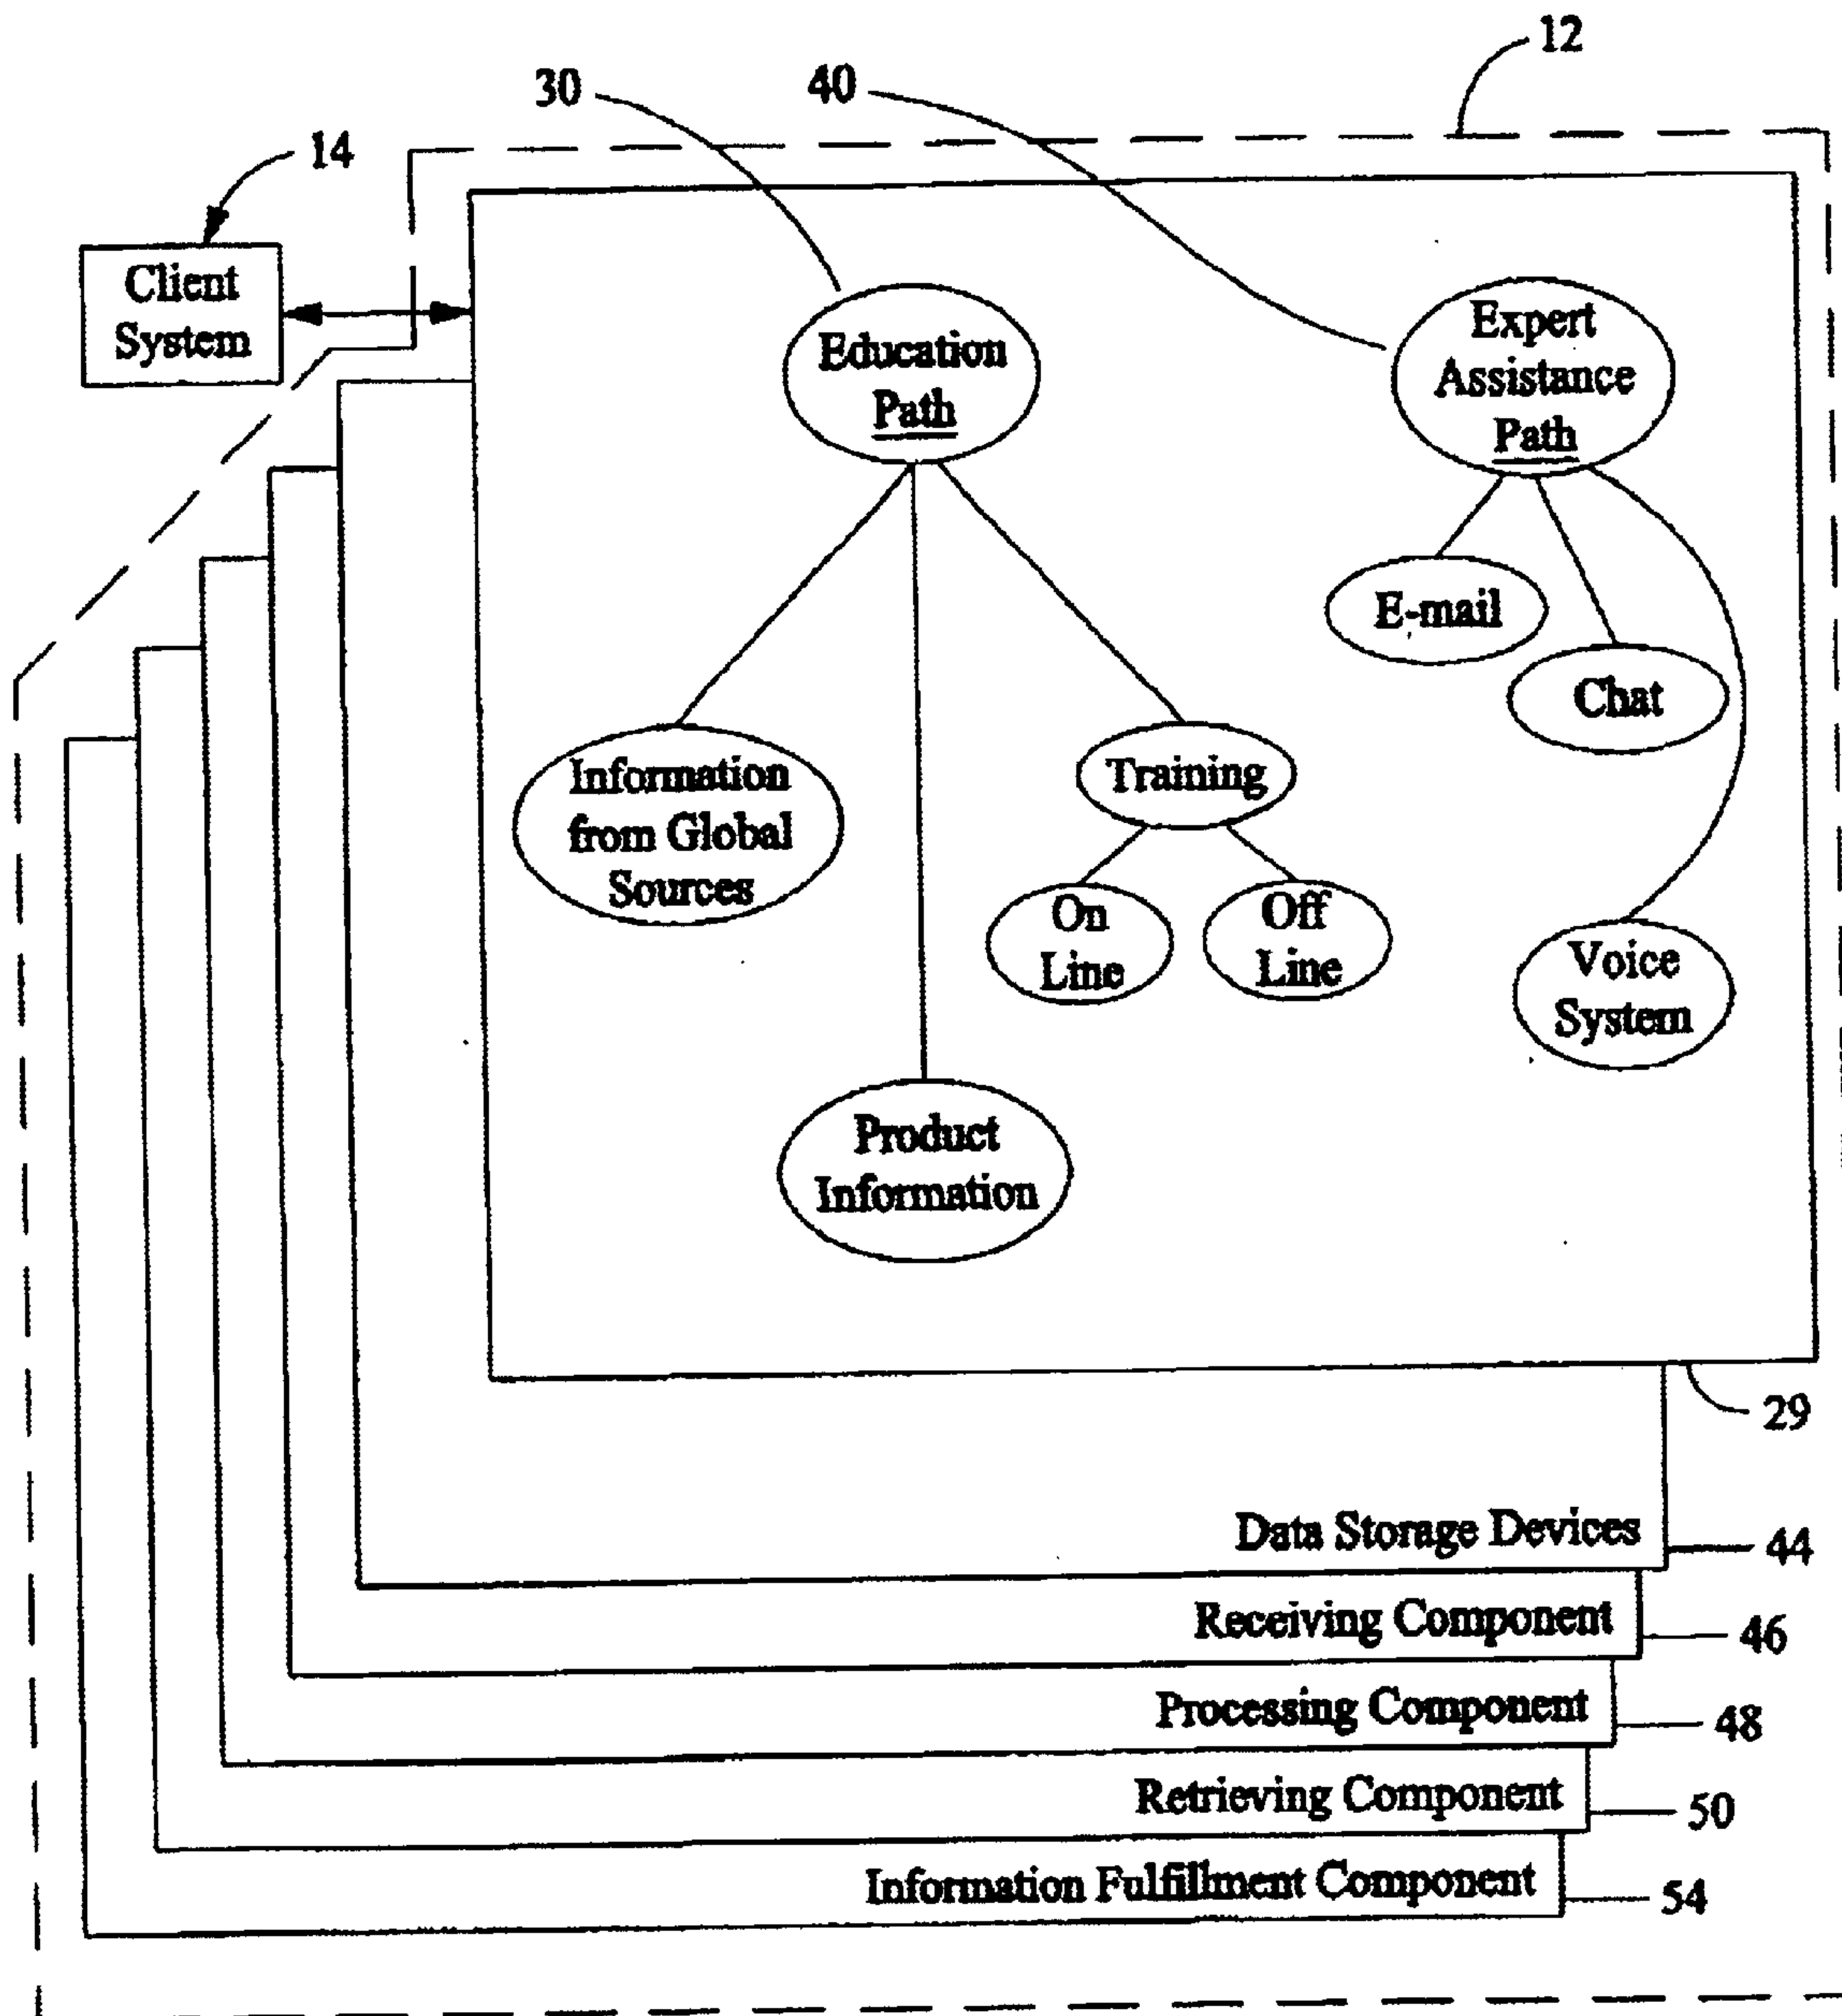 12
30
40
14
Client
System
Education
Path
Expert
Assistance
Path
E-mail
Chat
Information
from Global
Sources
Training
On
Line
Off
Line
Voice
System
Product
Information
29
Data Storage Devices
44
Receiving Component
46
Processing Component
48
Retrieving Component
50
Information Fulfillment Component
54